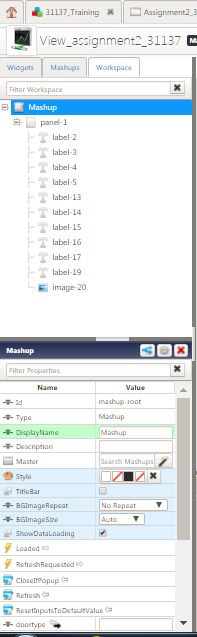 31137_Training
Assignment2_3
View_assignment2_31137
Widgets Mashups Workspace
Filter Workspace
Mashup
panel-1
label-2
label-3
label-4
label-5
label-13
label-14
label-15
label-16
label-17
label-19
image-20
Mashup
Filter Properties
Name Value
Id mashup-root
Type Mashup
DisplayName Mashup
Description
Master Search Mashups
Style
TitleBar
BGImageRepeat No Repeat
BGImageSize Auto
ShowDataLoading
Loaded
RefreshRequested
CloseIfPopup
Refresh
ResetInputsToDefaultValue
doortype